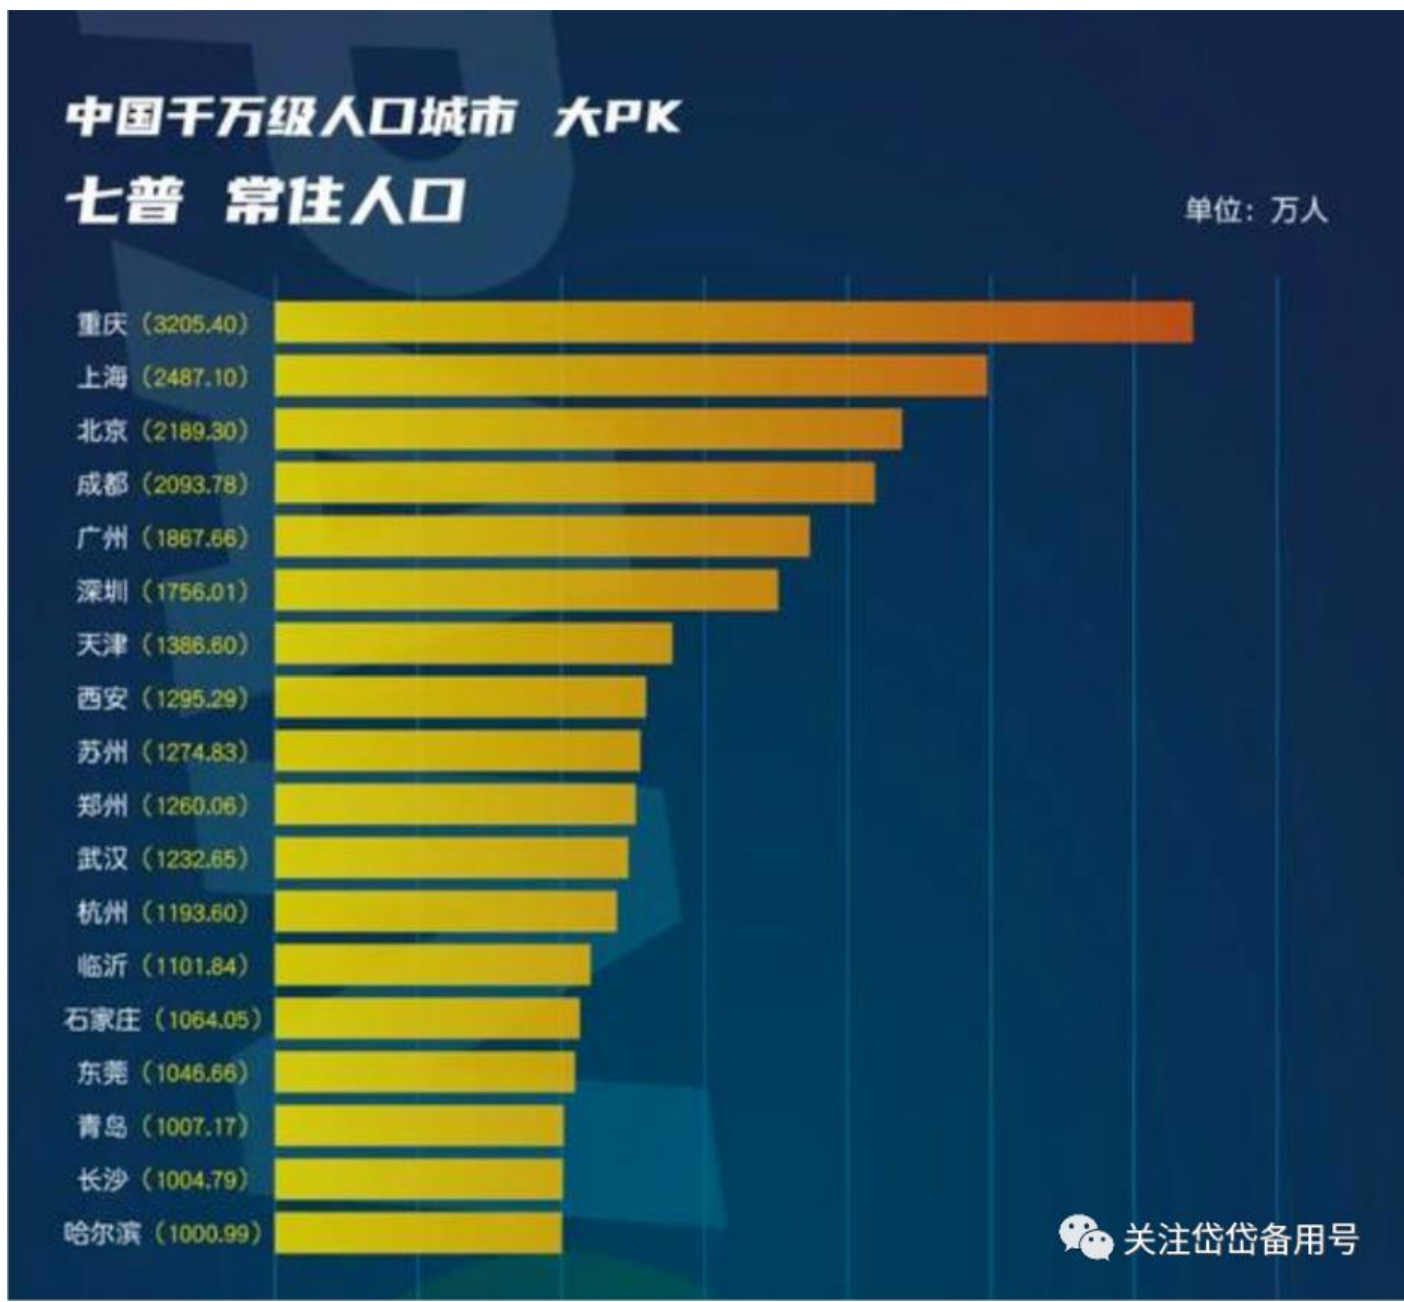 中国千万级人口城市 大PK
七普 常住人口
单位：万人
重庆（3205.40）
上海（2487.10）
北京（2189.30）
成都（2093.78）
广州（1867.66）
深圳（1756.01）
天津（1386.60）
西安（1295.29）
苏州（1274.83）
郑州（1260.06）
武汉（1232.65）
杭州（1193.60）
临沂（1101.84）
石家庄（1064.05）
东莞（1046.66）
青岛（1007.17）
长沙（1004.79）
哈尔滨（1000.99）
关注岱岱备用号